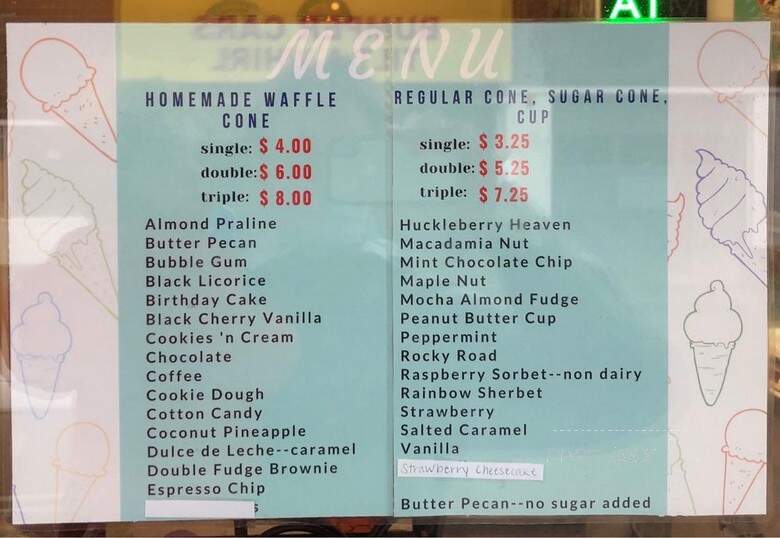 AT
MENU
HOMEMADE WAFFLE
CONE
single: $ 4.00
double: $ 6.00
triple: $ 8.00
Almond Praline
Butter Pecan
Bubble Gum
Black Licorice
Birthday Cake
Black Cherry Vanilla
Cookies 'n Cream
Chocolate
Coffee
Cookie Dough
Cotton Candy
Coconut Pineapple
Dulce de Leche--caramel
Double Fudge Brownie
Espresso Chip
s
REGULAR CONE, SUGAR CONE,
CUP
single: $ 3.25
double: $ 5.25
triple: $ 7.25
Huckleberry Heaven
Macadamia Nut
Mint Chocolate Chip
Maple Nut
Mocha Almond Fudge
Peanut Butter Cup
Peppermint
Rocky Road
Raspberry Sorbet--non dairy
Rainbow Sherbet
Strawberry
Salted Caramel
Vanilla
Strawberry Cheesecake
Butter Pecan--no sugar added